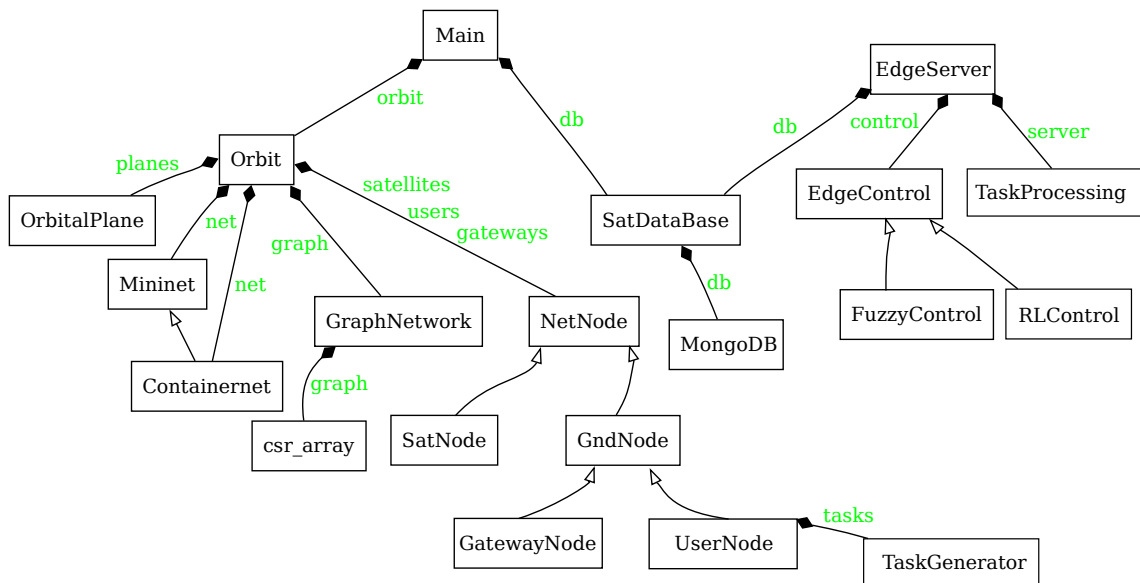 Main
EdgeServer
orbit
db
db
control
server
planes
Orbit
satellites
users
gateways
OrbitalPlane
net
graph
net
SatDataBase
EdgeControl
TaskProcessing
Mininet
GraphNetwork
NetNode
db
MongoDB
FuzzyControl
RLControl
Containernet
graph
csr_array
SatNode
GndNode
GatewayNode
UserNode
tasks
TaskGenerator